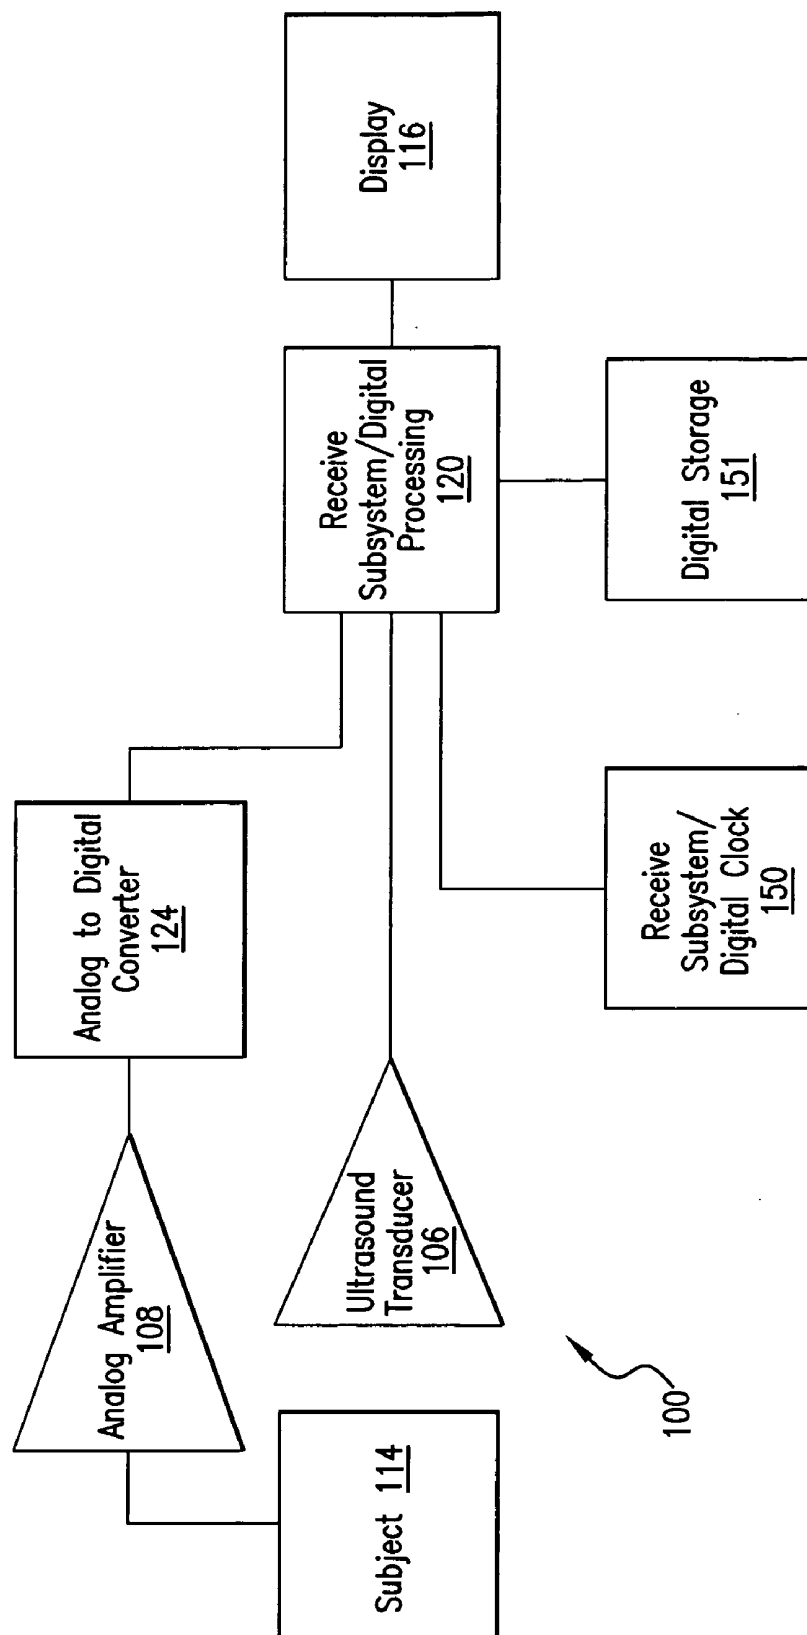 Subject 114
Analog Amplifier
108
Ultrasound
Transducer
106
100
Analog to Digital
Converter
124
Receive
Subsystem/
Digital Clock
150
Receive
Subsystem/Digital
Processing
120
Digital Storage
151
Display
116